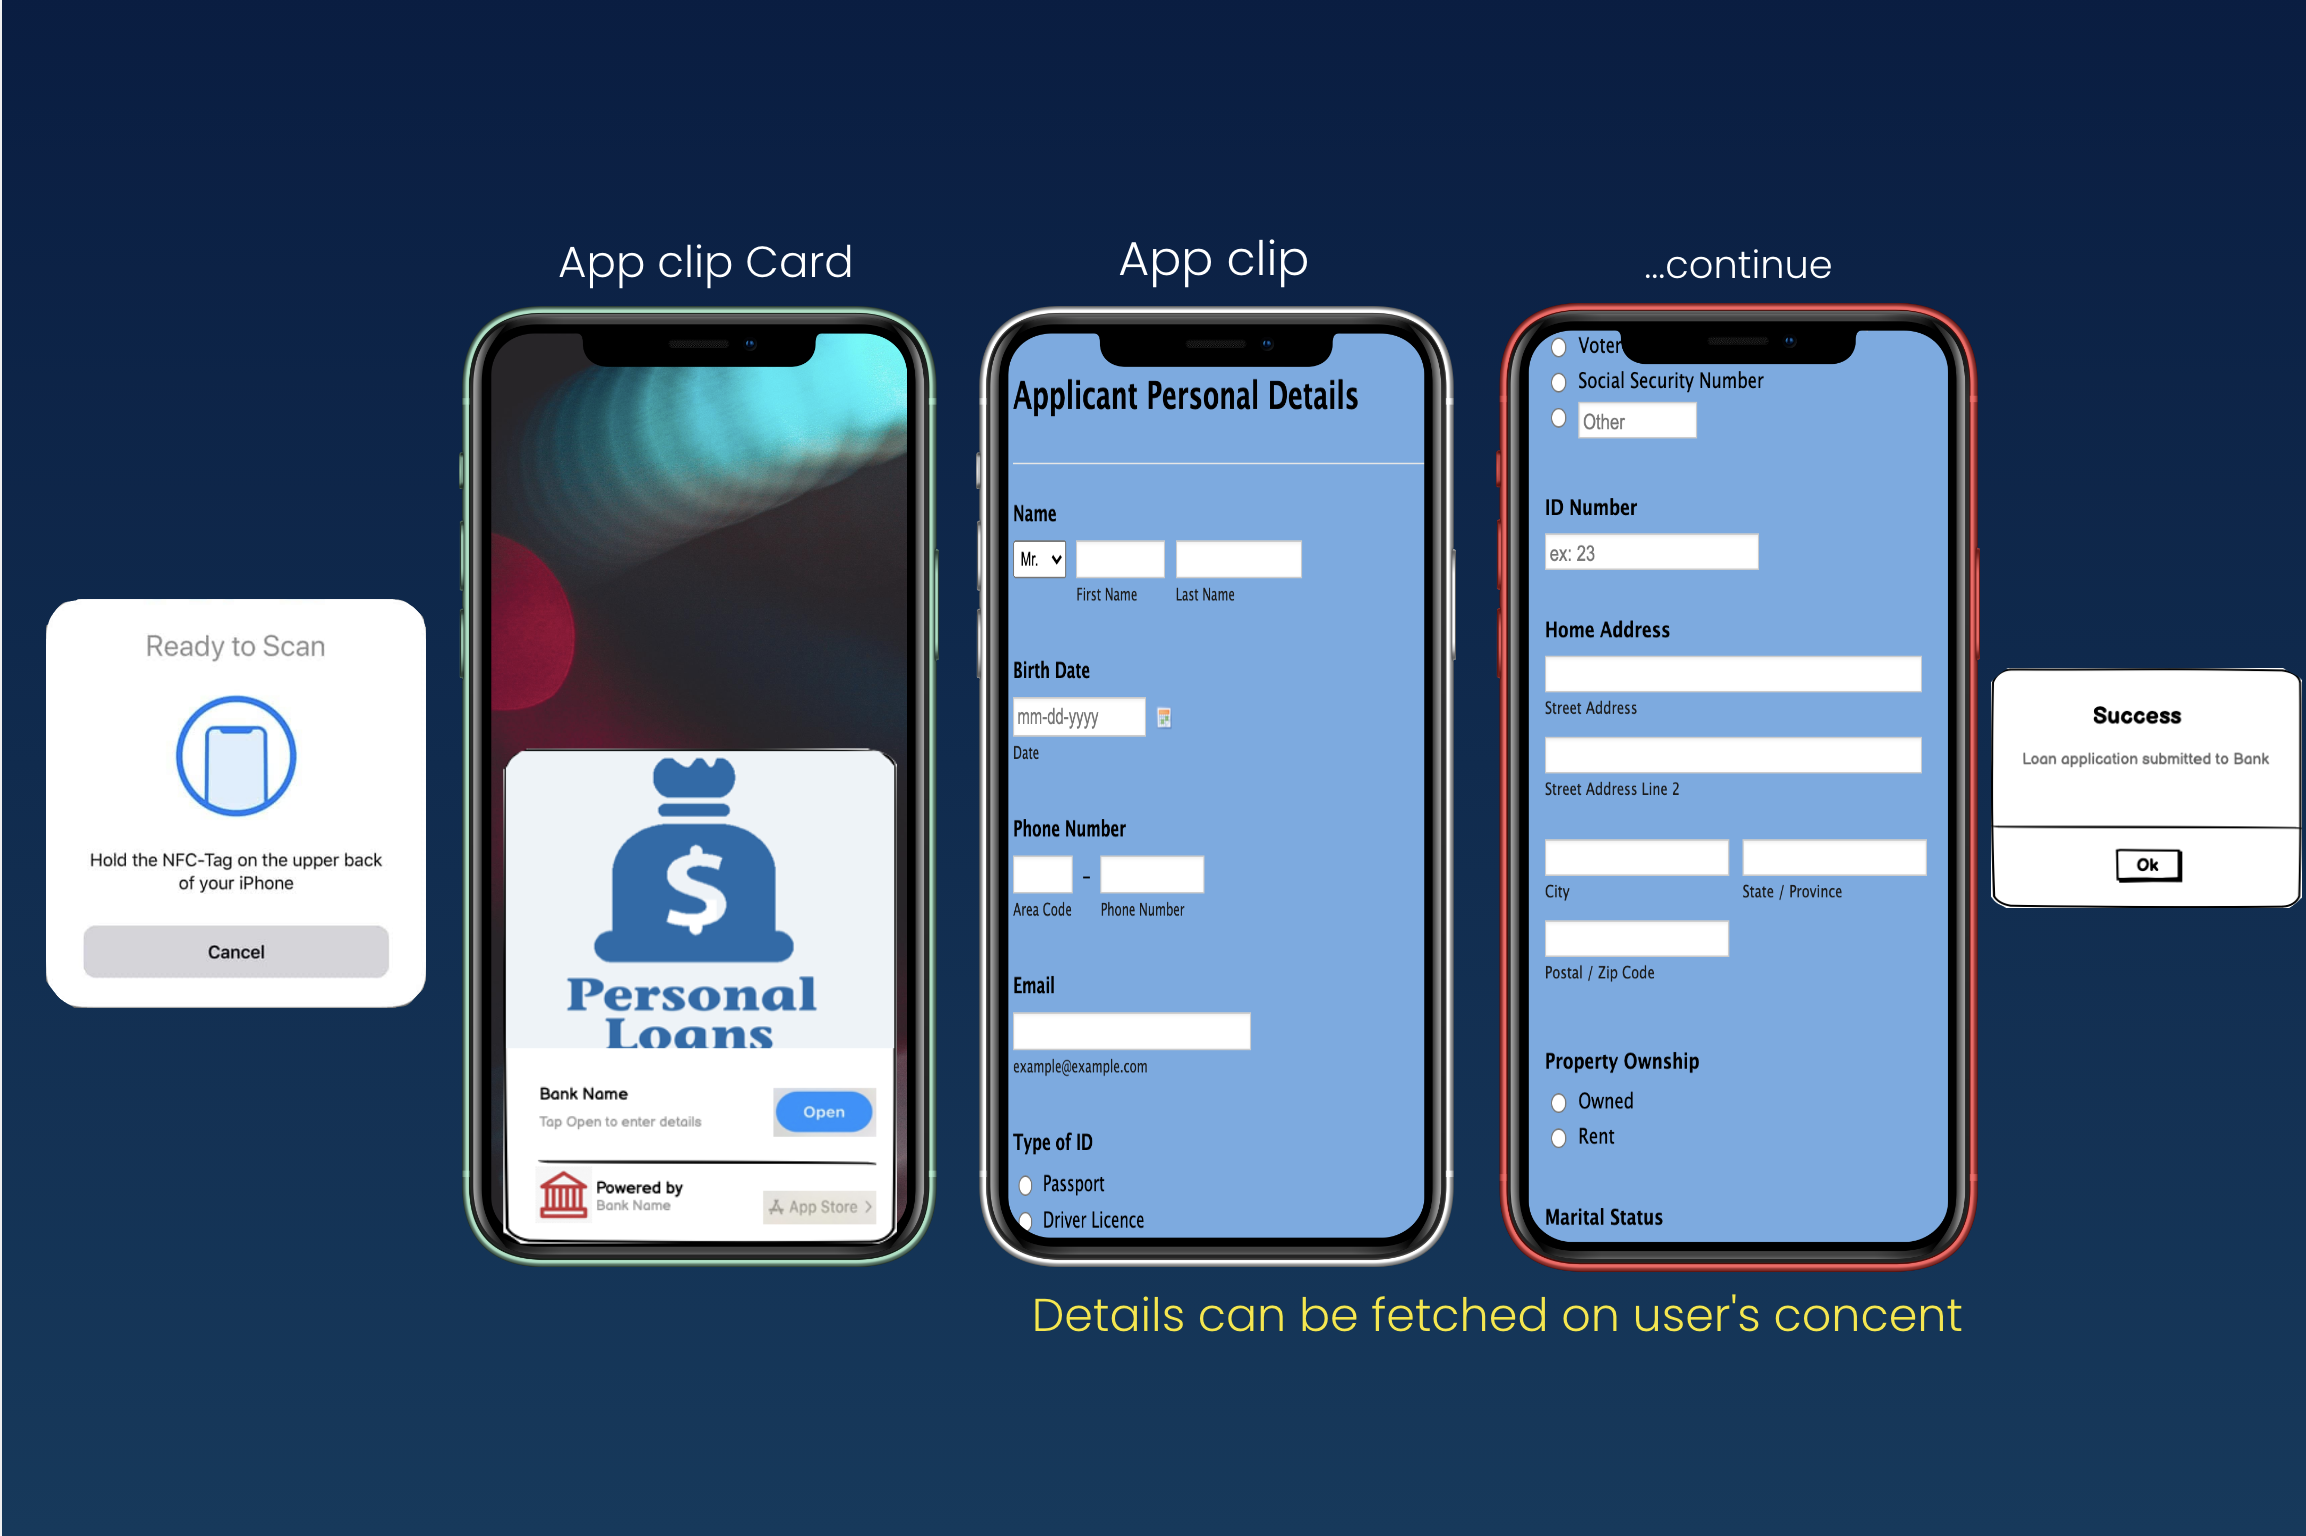 Ready to Scan
Hold the NFC-Tag on the upper back
of your iPhone
Cancel
App clip Card
$
Personal
Loans
Bank Name
Tap Open to enter details
Open
Powered by
Bank Name
App Store >
App clip
Applicant Personal Details
Name
Mr.
First Name Last Name
Birth Date
mm-dd-yyyy
Date
Phone Number
-
Area Code Phone Number
Email
example@example.com
Type of ID
Passport
Driver Licence
...continue
Voter
Social Security Number
Other
ID Number
ex: 23
Home Address
Street Address
Street Address Line 2
City State / Province
Postal / Zip Code
Property Ownship
Owned
Rent
Marital Status
Success
Loan application submitted to Bank
Ok
Details can be fetched on user's concent